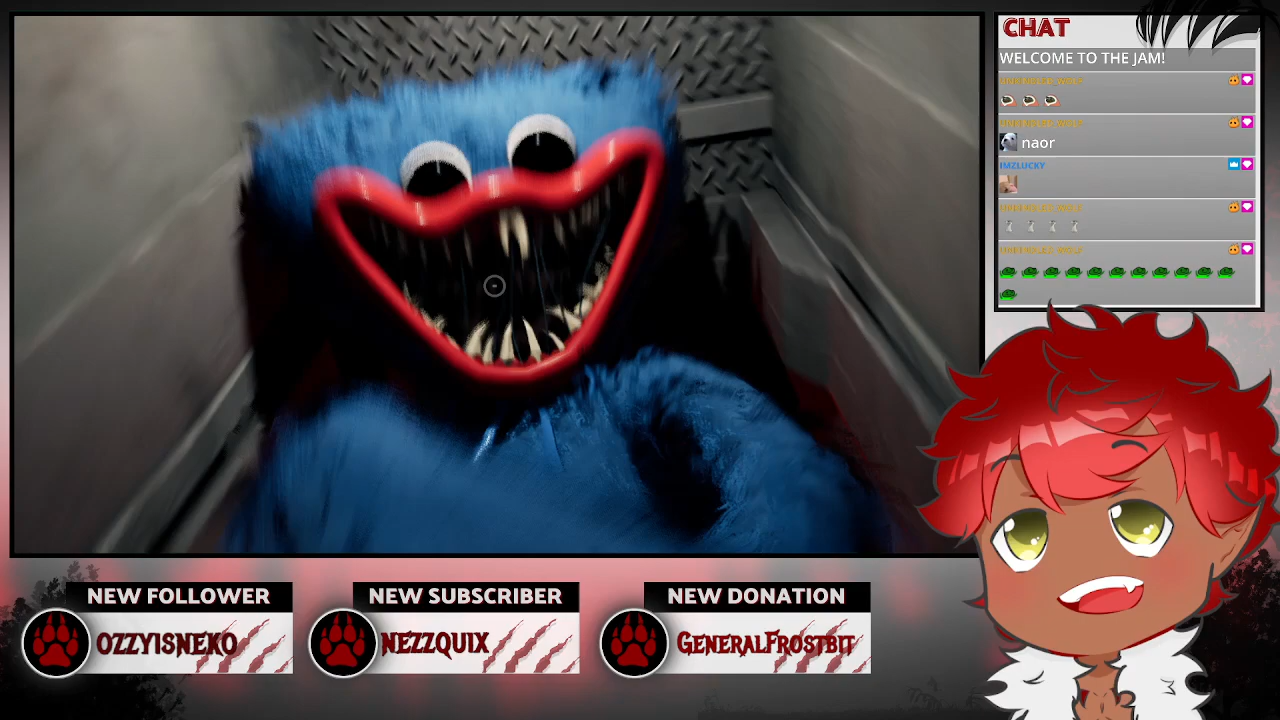 CHAT
WELCOME TO THE JAM!
naor
IMZLUCKY
NEW FOLLOWER
OZZYISNEKO
NEW SUBSCRIBER
NEZZQUIX
NEW DONATION
GENERALFROSTBIT